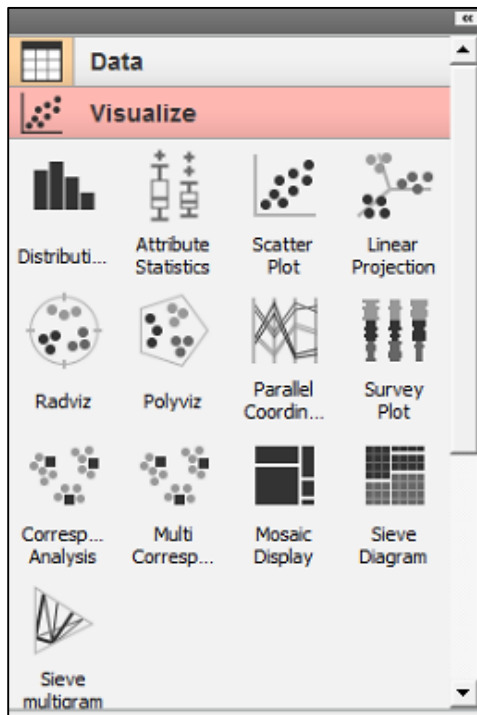 Data
Visualize
Distributi...
Attribute
Statistics
Scatter
Plot
Linear
Projection
Radviz
Polyviz
Parallel
Coordin...
Survey
Plot
Corresp...
Analysis
Multi
Corresp...
Mosaic
Display
Sieve
Diagram
Sieve
multigram